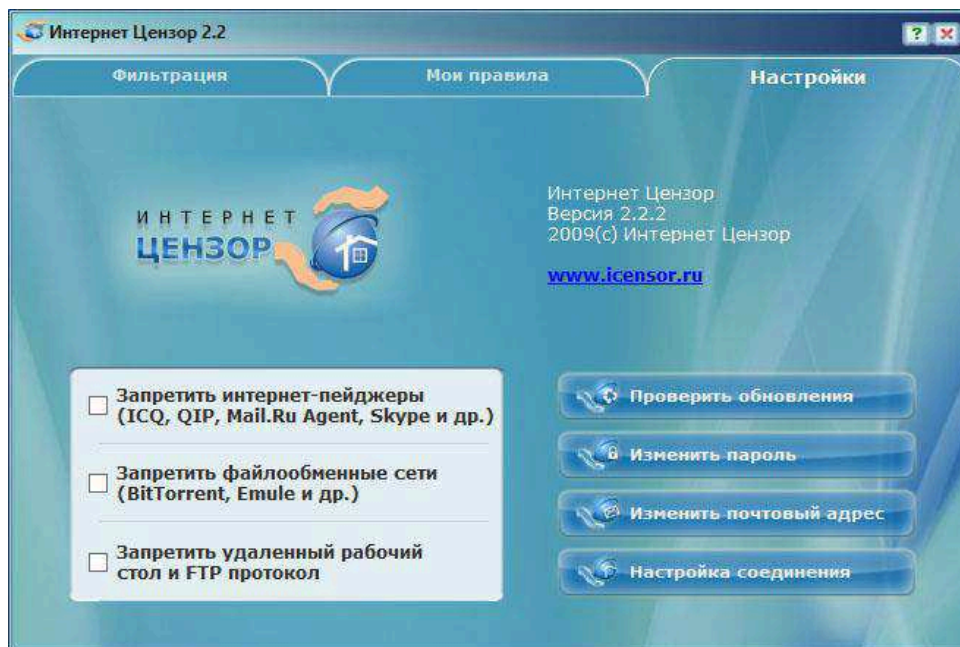 Интернет Цензор 2.2
? ×
Фильтрация Мои правила Настройки
ИНТЕРНЕТ
ЦЕНЗОР
Интернет Цензор
Версия 2.2.2
2009(c) Интернет Цензор
www.icensor.ru
Запретить интернет-пейджеры
(ICQ, QIP, Mail.Ru Agent, Skype и др.)
Запретить файлообменные сети
(BitTorrent, Emule и др.)
Запретить удаленный рабочий
стол и FTP протокол
Проверить обновления
Изменить пароль
Изменить почтовый адрес
Настройка соединения